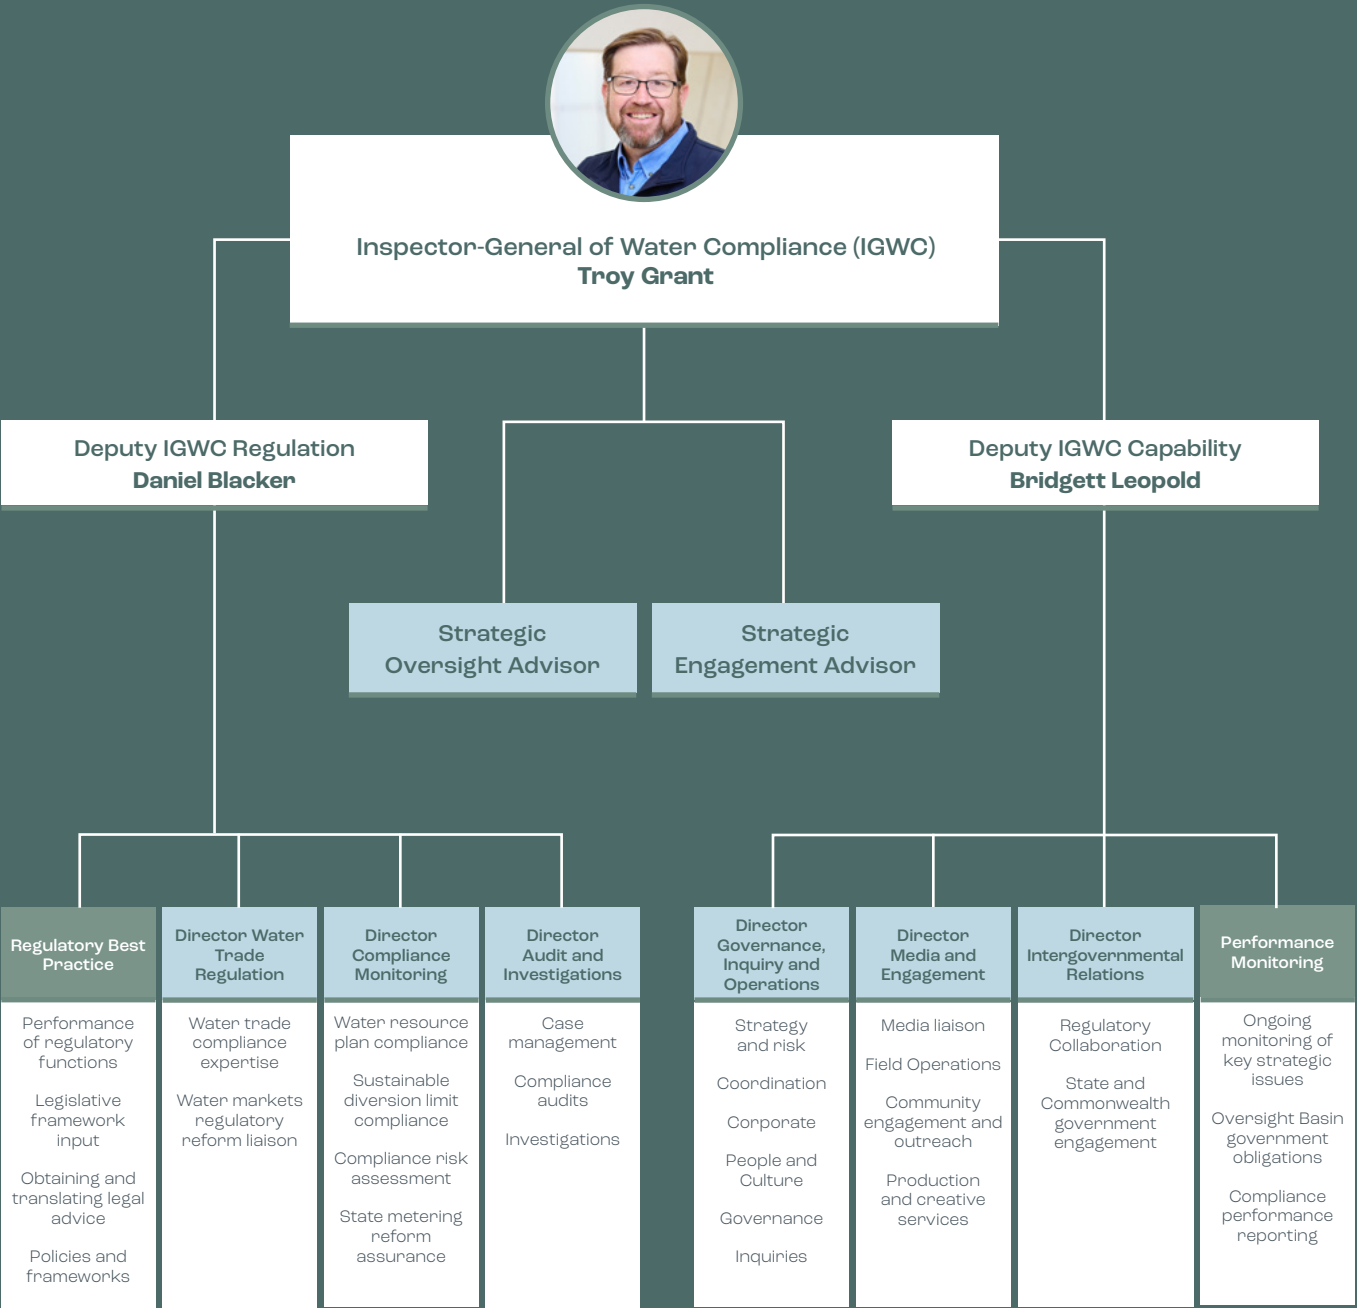 Inspector-General of Water Compliance (IGWC)
Troy Grant
Deputy IGWC Regulation
Daniel Blacker
Deputy IGWC Capability
Bridgett Leopold
Strategic
Oversight Advisor
Strategic
Engagement Advisor
Regulatory Best
Practice
Performance
of regulatory
functions
Legislative
framework
input
Obtaining and
translating legal
advice
Policies and
frameworks
Director Water
Trade
Regulation
Water trade
compliance
expertise
Water markets
regulatory
reform liaison
Director
Compliance
Monitoring
Water resource
plan compliance
Sustainable
diversion limit
compliance
Compliance risk
assessment
State metering
reform
assurance
Director
Audit and
Investigations
Case
management
Compliance
audits
Investigations
Director
Governance,
Inquiry and
Operations
Strategy
and risk
Coordination
Corporate
People and
Culture
Governance
Inquiries
Director
Media and
Engagement
Media liaison
Field Operations
Community
engagement and
outreach
Production
and creative
services
Director
Intergovernmental
Relations
Regulatory
Collaboration
State and
Commonwealth
government
engagement
Performance
Monitoring
Ongoing
monitoring of
key strategic
issues
Oversight Basin
government
obligations
Compliance
performance
reporting